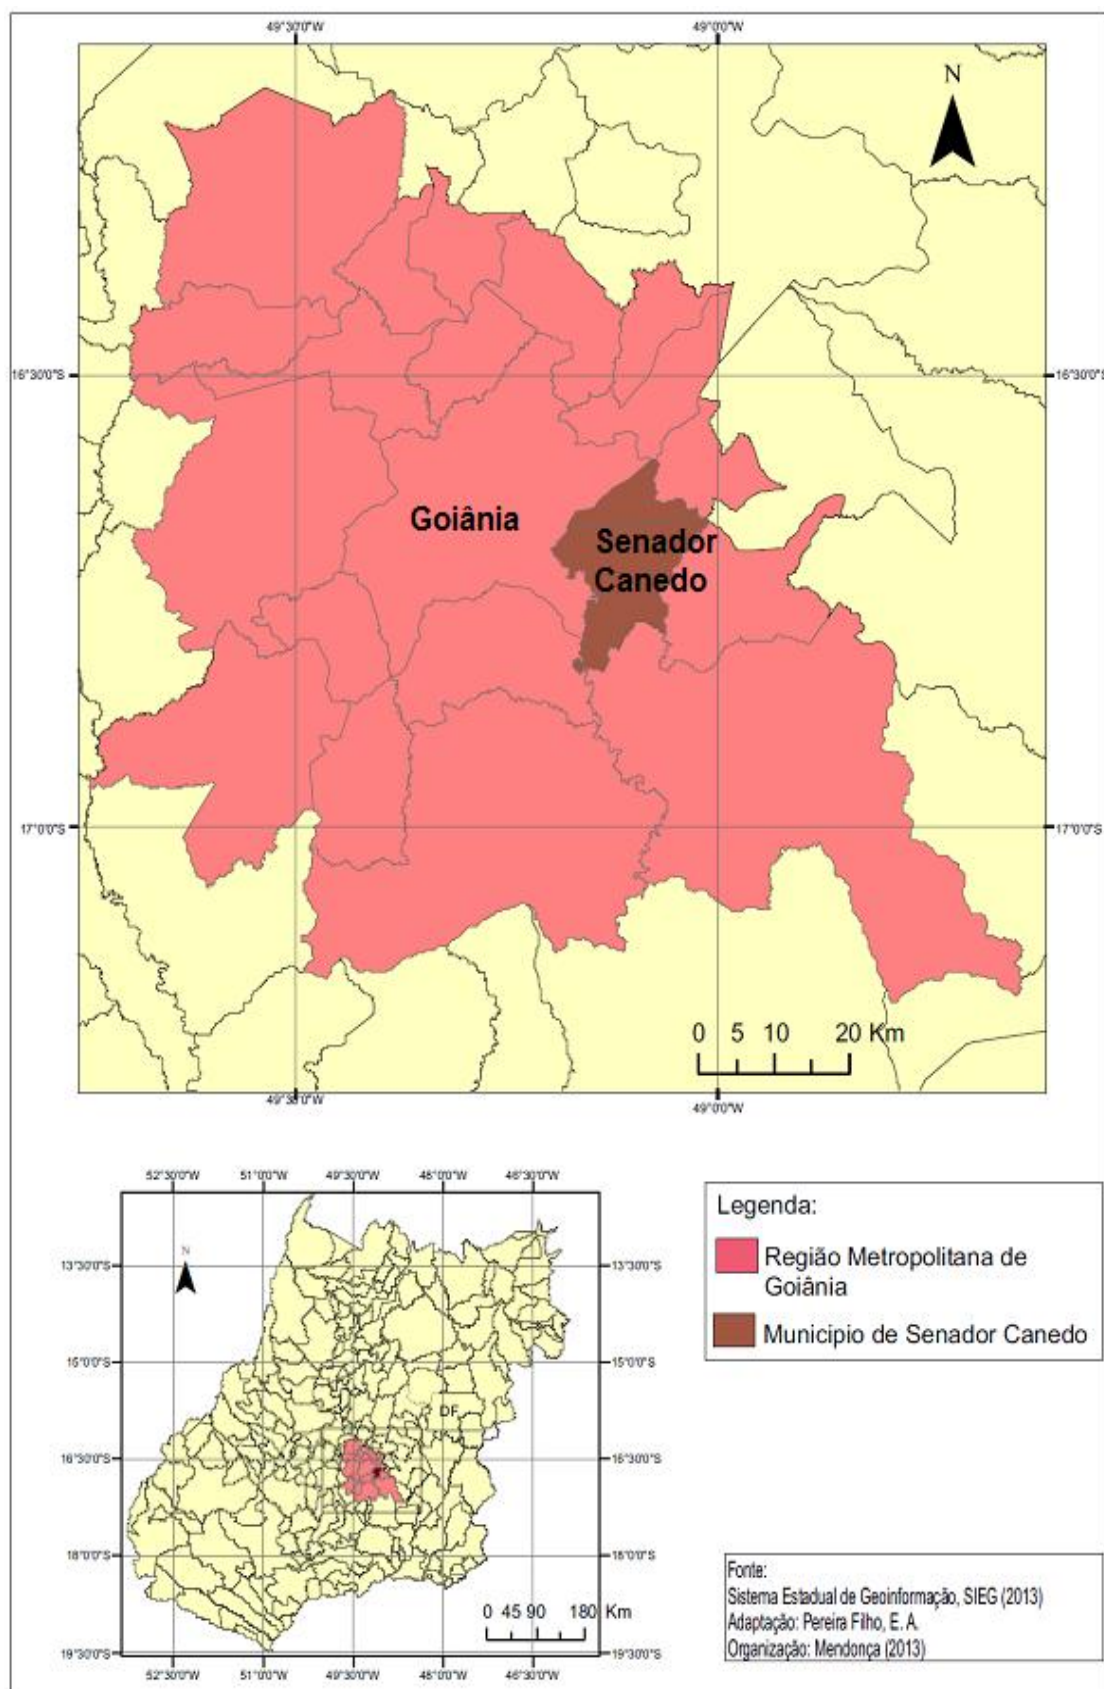 49°30'0"W 49°0'0"W
N
16°30'0"S 16°30'0"S
Goiânia
Senador
Canedo
17°0'0"S 17°0'0"S
0 5 10 20 Km
49°30'0"W 49°0'0"W
52°30'0"W 51°0'0"W 49°30'0"W 48°0'0"W 46°30'0"W
N
13°30'0"S 13°30'0"S
15°0'0"S 15°0'0"S
DF
16°30'0"S 16°30'0"S
18°0'0"S 18°0'0"S
0 45 90 180 Km
19°30'0"S 19°30'0"S
52°30'0"W 51°0'0"W 49°30'0"W 48°0'0"W 46°30'0"W
Legenda:
Região Metropolitana de
Goiânia
Municipio de Senador Canedo
Fonte:
Sistema Estadual de Geoinformação, SIEG (2013)
Adaptação: Pereira Filho, E. A.
Organização: Mendonça (2013)